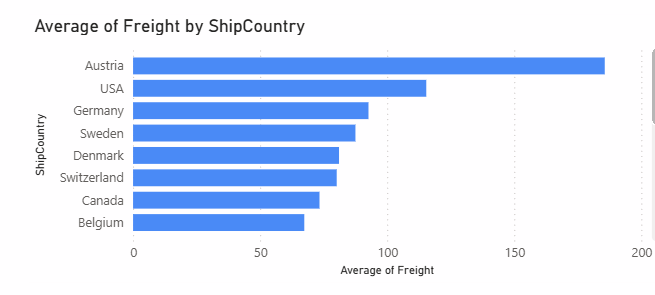 Average of Freight by ShipCountry
ShipCountry
Austria
USA
Germany
Sweden
Denmark
Switzerland
Canada
Belgium
0 50 100 150 200
Average of Freight